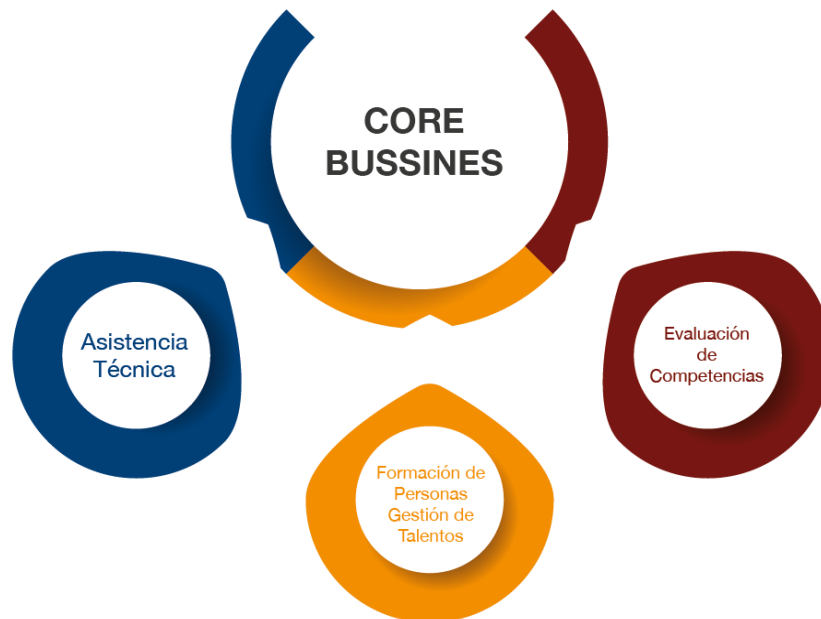 CORE
BUSSINES
Asistencia
Técnica
Formación de
Personas
Gestión de
Talentos
Evaluación
de
Competencias